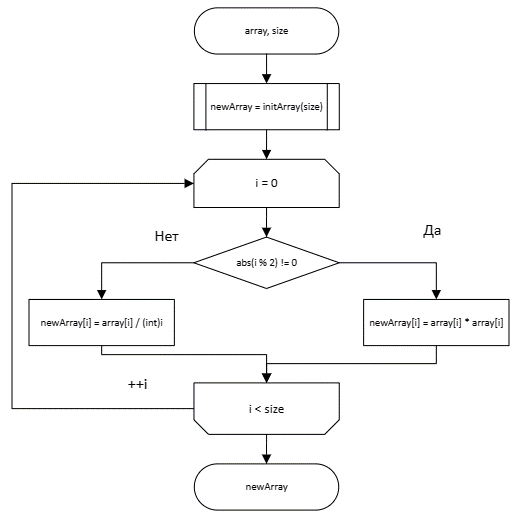 array, size
newArray = initArray(size)
i = 0
Нет
Да
abs(i % 2) != 0
newArray[i] = array[i] / (int)i
newArray[i] = array[i] * array[i]
++i
i < size
newArray